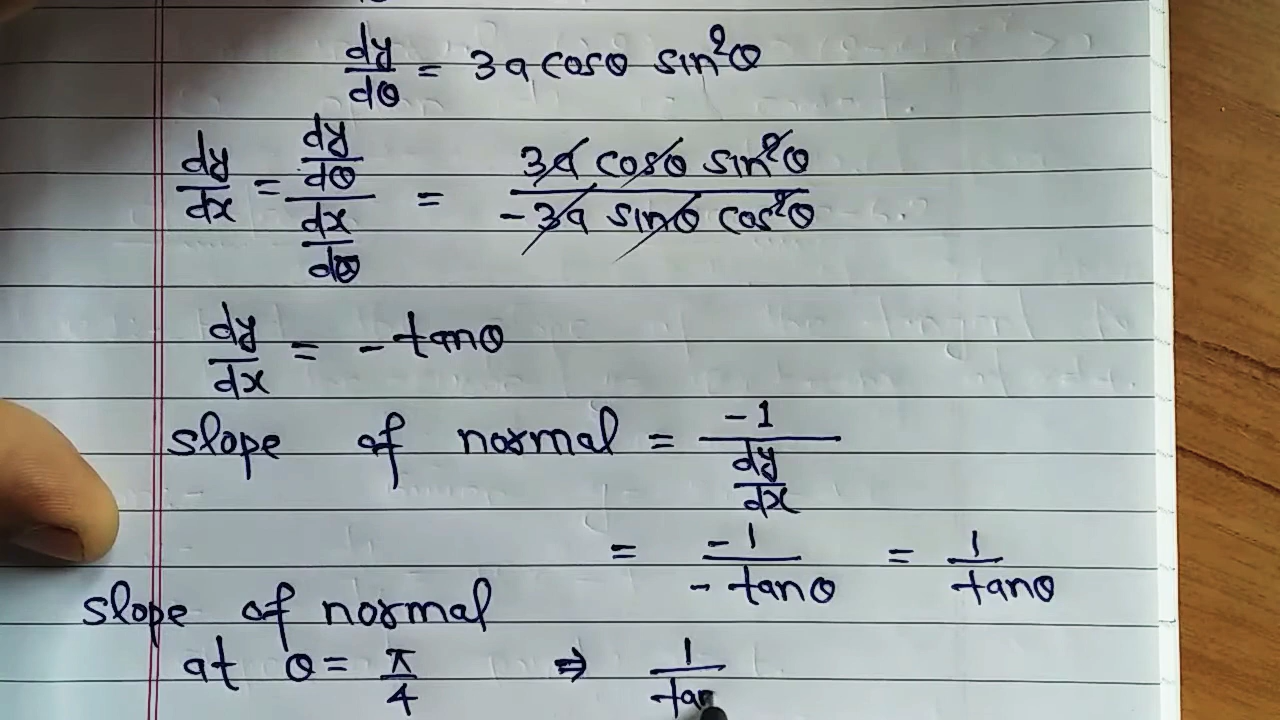 dy/dθ = 3a cosθ sin²θ
dy/dx = (dy/dθ)/(dx/dθ) = (3a cosθ sin²θ)/(-3a sinθ cos²θ)
dy/dx = - tanθ
slope of normal = -1/(dy/dx)
= -1/(- tanθ) = 1/tanθ
slope of normal
at θ = π/4 ⇒ 1/tan